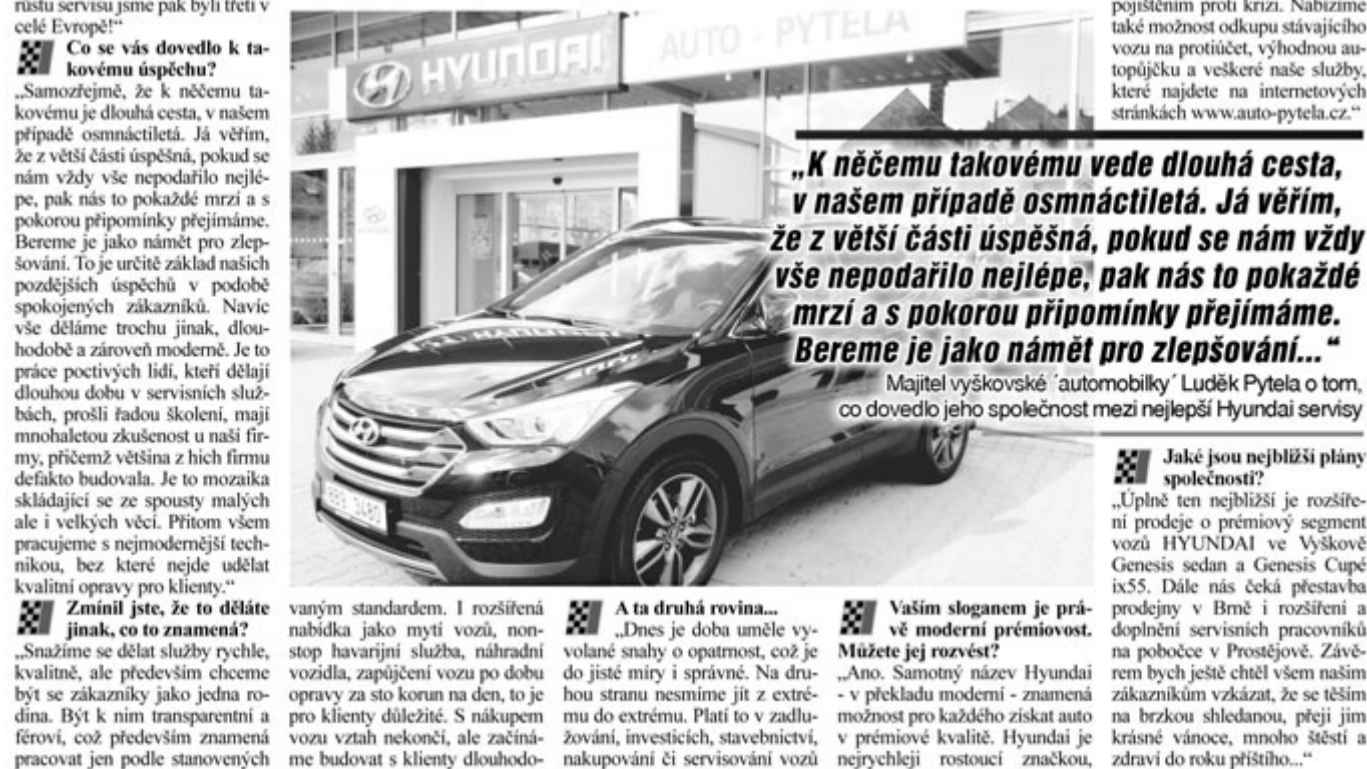 růstu servisu jsme pak byli třetí v
celé Evropě!“
Co se vás dovedlo k ta-
kovému úspěchu?
„Samozřejmě, že k něčemu ta-
kovému je dlouhá cesta, v našem
případě osmnáctiletá. Já věřím,
že z větší části úspěšná, pokud se
nám vždy vše nepodařilo nejlé-
pe, pak nás to pokaždé mrzí a s
pokorou připomínky přejímáme.
Bereme je jako námět pro zlep-
šování. To je určitě základ našich
pozdějších úspěchů v podobě
spokojených zákazníků. Navíc
vše děláme trochu jinak, dlou-
hodobě a zároveň moderně. Je to
práce poctivých lidí, kteří dělají
dlouhou dobu v servisních služ-
bách, prošli řadou školení, mají
mnohaletou zkušenost u naší fir-
my, přičemž většina z hich firmu
defakto budovala. Je to mozaika
skládající se ze spousty malých
ale i velkých věcí. Přitom všem
pracujeme s nejmodernější tech-
nikou, bez které nejde udělat
kvalitní opravy pro klienty.“
Zmínil jste, že to děláte
jinak, co to znamená?
„Snažíme se dělat služby rychle,
kvalitně, ale především chceme
být se zákazníky jako jedna ro-
dina. Být k nim transparentní a
féroví, což především znamená
pracovat jen podle stanovených
HYUNDAI
AUTO - PYTELA
3480
vaným standardem. I rozšířená
nabídka jako mytí vozů, non-
stop havarijní služba, náhradní
vozidla, zapůjčení vozu po dobu
opravy za sto korun na den, to je
pro klienty důležité. S nákupem
vozu vztah nekončí, ale začíná-
me budovat s klienty dlouhodo-
A ta druhá rovina...
„Dnes je doba uměle vy-
volané snahy o opatrnost, což je
do jisté míry i správné. Na dru-
hou stranu nesmíme jít z extré-
mu do extrému. Platí to v zadlu-
žování, investicích, stavebnictví,
nakupování či servisování vozů
Vaším sloganem je prá-
vě moderní prémiovost.
Můžete jej rozvést?
„Ano. Samotný název Hyundai
- v překladu moderní - znamená
možnost pro každého získat auto
v prémiové kvalitě. Hyundai je
nejrychleji rostoucí značkou,
pojištěním proti krizi. Nabízíme
také možnost odkupu stávajícího
vozu na protiúčet, výhodnou au-
topůjčku a veškeré naše služby,
které najdete na internetových
stránkách www.auto-pytela.cz.“
„K něčemu takovému vede dlouhá cesta,
v našem případě osmnáctiletá. Já věřím,
že z větší části úspěšná, pokud se nám vždy
vše nepodařilo nejlépe, pak nás to pokaždé
mrzí a s pokorou připomínky přejímáme.
Bereme je jako námět pro zlepšování...“
Majitel vyškovské ´automobilky´ Luděk Pytela o tom,
co dovedlo jeho společnost mezi nejlepší Hyundai servisy
Jaké jsou nejbližší plány
společnosti?
„Úplně ten nejbližší je rozšíře-
ní prodeje o prémiový segment
vozů HYUNDAI ve Vyškově
Genesis sedan a Genesis Cupé
ix55. Dále nás čeká přestavba
prodejny v Brně i rozšíření a
doplnění servisních pracovníků
na pobočce v Prostějově. Závě-
rem bych ještě chtěl všem našim
zákazníkům vzkázat, že se těším
na brzkou shledanou, přeji jim
krásné vánoce, mnoho štěstí a
zdraví do roku příštího...“